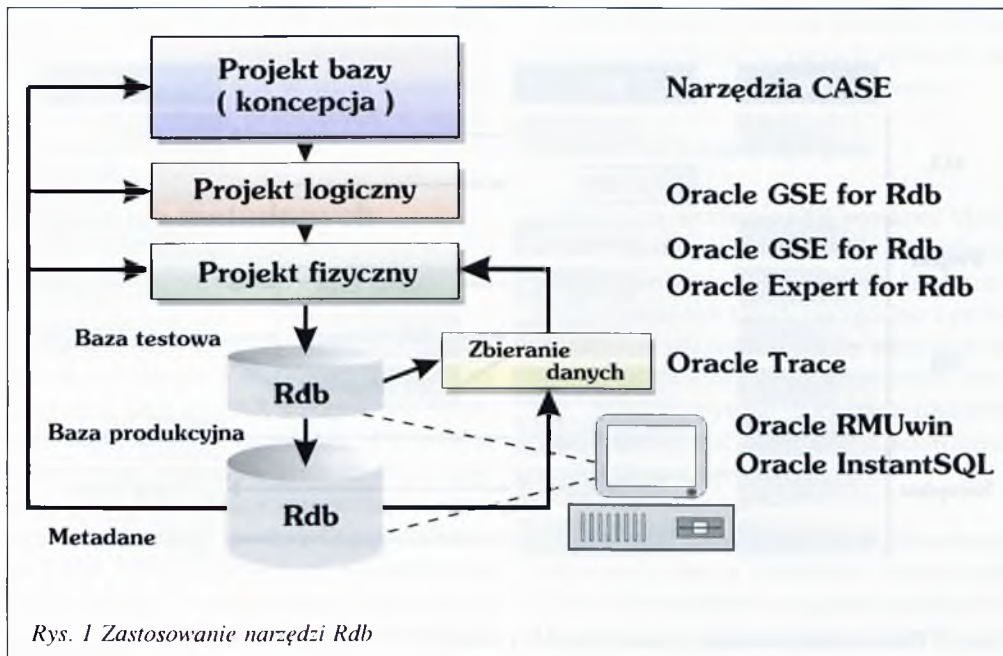 Projekt bazy
( koncepcja )
Narzędzia CASE
Projekt logiczny
Oracle GSE for Rdb
Projekt fizyczny
Oracle GSE for Rdb
Oracle Expert for Rdb
Baza testowa
Rdb
Zbieranie
danych
Oracle Trace
Baza produkcyjna
Rdb
Oracle RMUwin
Oracle InstantSQL
Metadane
Rys. 1 Zastosowanie narzędzi Rdb